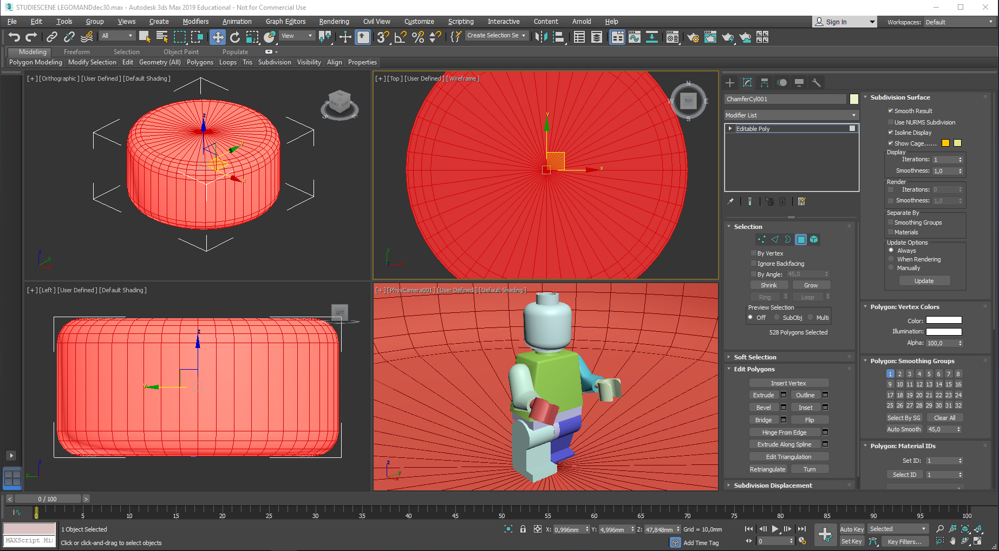 STUDIESCENE LEGOMANDdec30.max - Autodesk 3ds Max 2019 Educational - Not for Commercial Use
File Edit Tools Group Views Create Modifiers Animation Graph Editors Rendering Civil View Customize Scripting Interactive Content Arnold Help
Sign In Workspaces: Default
All View Create Selection Se
Modeling Freeform Selection Object Paint Populate
Polygon Modeling Modify Selection Edit Geometry (All) Polygons Loops Tris Subdivision Visibility Align Properties
[+] [Orthographic] [User Defined] [Default Shading]
z
y
x
z
y
x
[+] [Top] [User Defined] [Wireframe]
N
W TOP E
S
y
x
y
z
[+] [Left] [User Defined] [Default Shading]
LEFT
z
y
z
y
[+] [PhysCamera001] [User Defined] [Default Shading]
z
y
x
ChamferCyl001
Modifier List
Editable Poly
Selection
By Vertex
Ignore Backfacing
By Angle: 45,0
Shrink Grow
Ring Loop
Preview Selection
Off SubObj Multi
528 Polygons Selected
Soft Selection
Edit Polygons
Insert Vertex
Extrude Outline
Bevel Inset
Bridge Flip
Hinge From Edge
Extrude Along Spline
Edit Triangulation
Retriangulate Turn
Subdivision Displacement
Subdivision Surface
Smooth Result
Use NURMS Subdivision
Isoline Display
Show Cage......
Display
Iterations: 1
Smoothness: 1,0
Render
Iterations: 0
Smoothness: 1,0
Separate By
Smoothing Groups
Materials
Update Options
Always
When Rendering
Manually
Update
Polygon: Vertex Colors
Color:
Illumination:
Alpha: 100,0
Polygon: Smoothing Groups
1 2 3 4 5 6 7 8
9 10 11 12 13 14 15 16
17 18 19 20 21 22 23 24
25 26 27 28 29 30 31 32
Select By SG Clear All
Auto Smooth 45,0
Polygon: Material IDs
Set ID: 1
Select ID 1
< 0 / 100 >
0 5 10 15 20 25 30 35 40 45 50 55 60 65 70 75 80 85 90 95 100
1 Object Selected
X: 0,996mm Y: 4,996mm Z: 47,848mm Grid = 10,0mm
Auto Key Selected
MAXScript Mi
Click or click-and-drag to select objects
Add Time Tag
0
Set Key Key Filters...